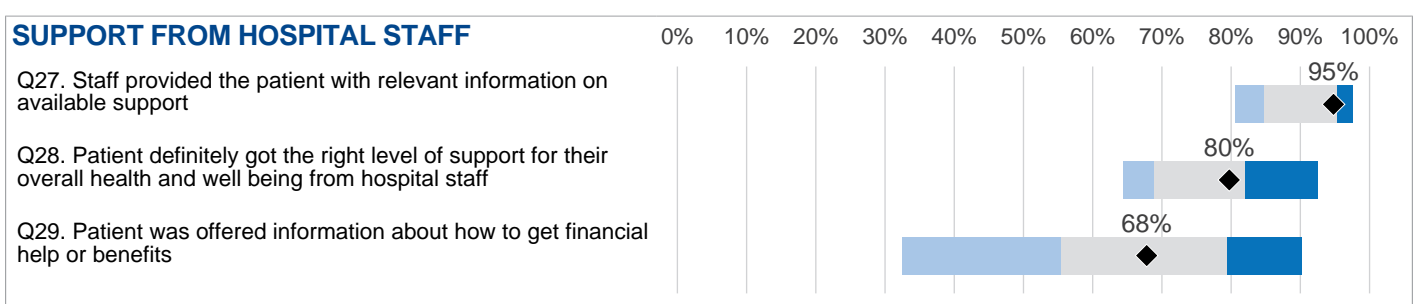 SUPPORT FROM HOSPITAL STAFF 0% 10% 20% 30% 40% 50% 60% 70% 80% 90% 100%
Q27. Staff provided the patient with relevant information on
available support
95%
Q28. Patient definitely got the right level of support for their
overall health and well being from hospital staff
80%
Q29. Patient was offered information about how to get financial
help or benefits
68%